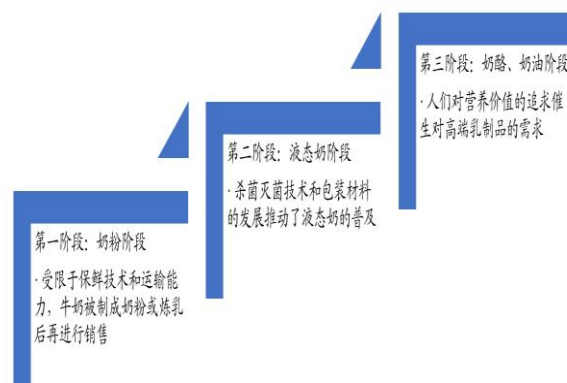 第一阶段：奶粉阶段
·受限于保鲜技术和运输能
力，牛奶被制成奶粉或炼乳
后再进行销售
第二阶段：液态奶阶段
·杀菌灭菌技术和包装材料
的发展推动了液态奶的普及
第三阶段：奶酪、奶油阶段
·人们对营养价值的追求催
生对高端乳制品的需求